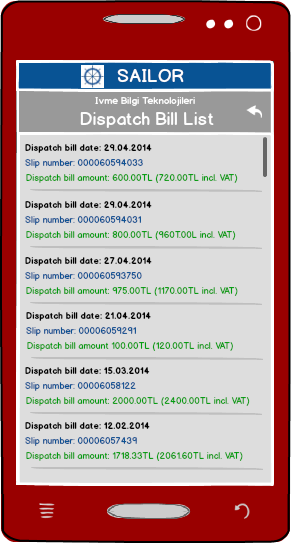 SAILOR
Ivme Bilgi Teknolojileri
Dispatch Bill List
Dispatch bill date: 29.04.2014
Slip number: 000060594033
Dispatch bill amount: 600.00TL (720.00TL incl. VAT)
Dispatch bill date: 29.04.2014
Slip number: 000060594031
Dispatch bill amount: 800.00TL (960T.00L incl. VAT)
Dispatch bill date: 27.04.2014
Slip number: 000060593750
Dispatch bill amount: 975.00TL (1170.00TL incl. VAT)
Dispatch bill date: 21.04.2014
Slip number: 00006059291
Dispatch bill amount 100.00TL (120.00TL incl. VAT)
Dispatch bill date: 15.03.2014
Slip number: 00006058122
Dispatch bill amount: 2000.00TL (2400.00TL incl. VAT)
Dispatch bill date: 12.02.2014
Slip number: 00006057439
Dispatch bill amount: 1718.33TL (2061.60TL incl. VAT)